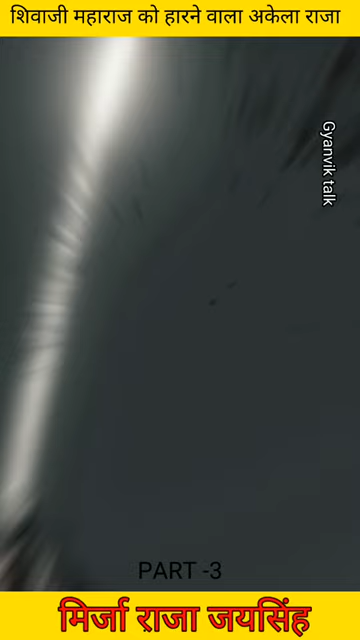 शिवाजी महाराज को हारने वाला अकेला राजा
Gyanvik talk
PART -3
मिर्जा राजा जयसिंह